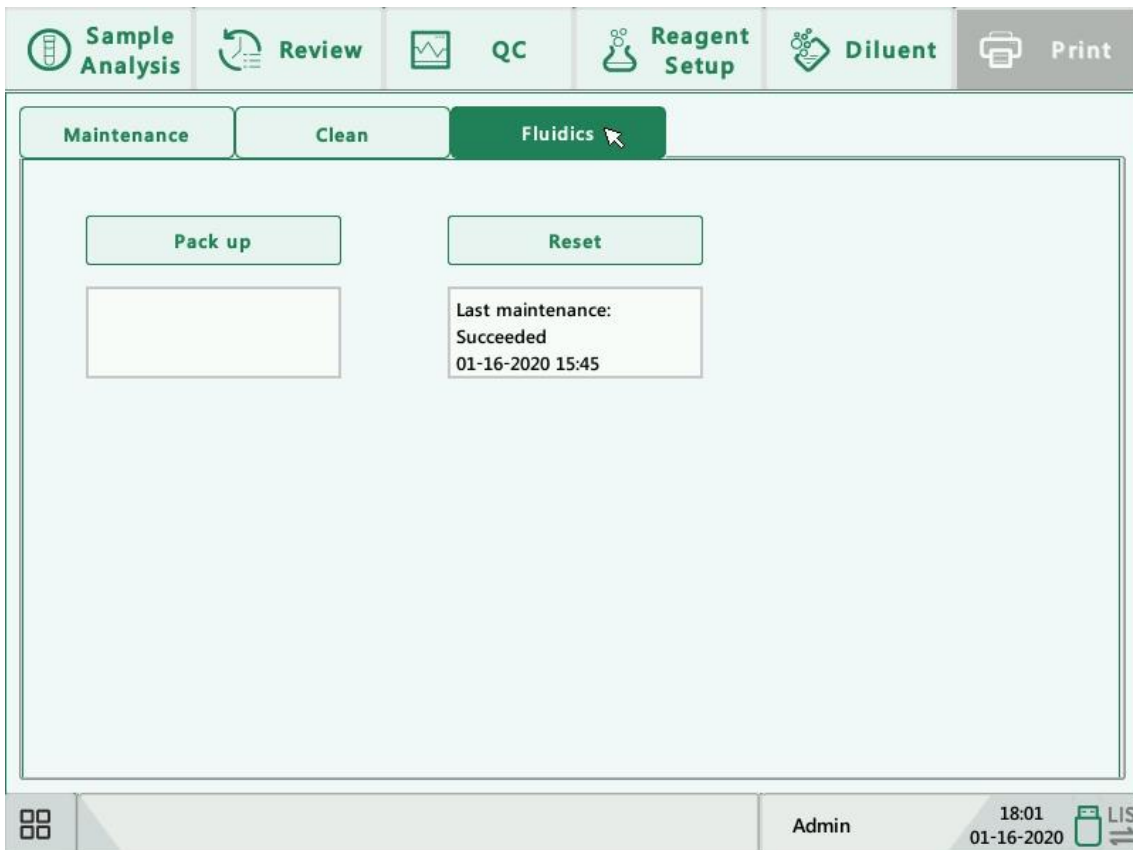 Sample
Analysis
Review
QC
Reagent
Setup
Diluent
Print
Maintenance
Clean
Fluidics
Pack up
Reset
Last maintenance:
Succeeded
01-16-2020 15:45
Admin
18:01
01-16-2020
LIS